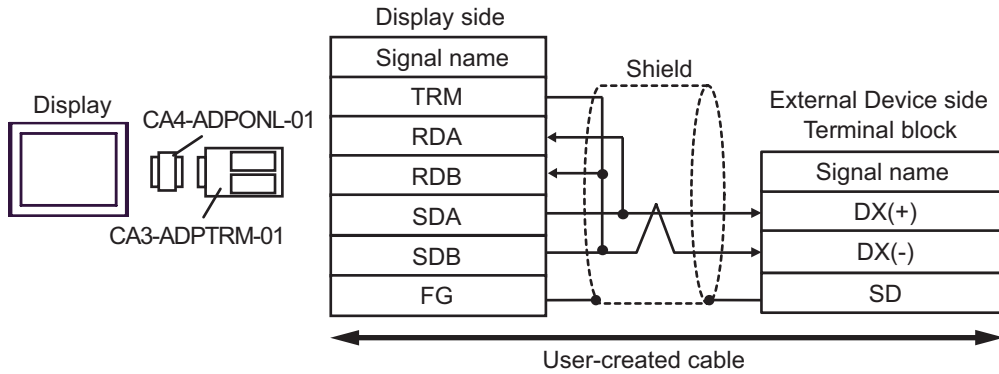 Display side
Signal name
TRM
RDA
RDB
SDA
SDB
FG
Shield
Display
CA4-ADPONL-01
CA3-ADPTRM-01
External Device side
Terminal block
Signal name
DX(+)
DX(-)
SD
User-created cable